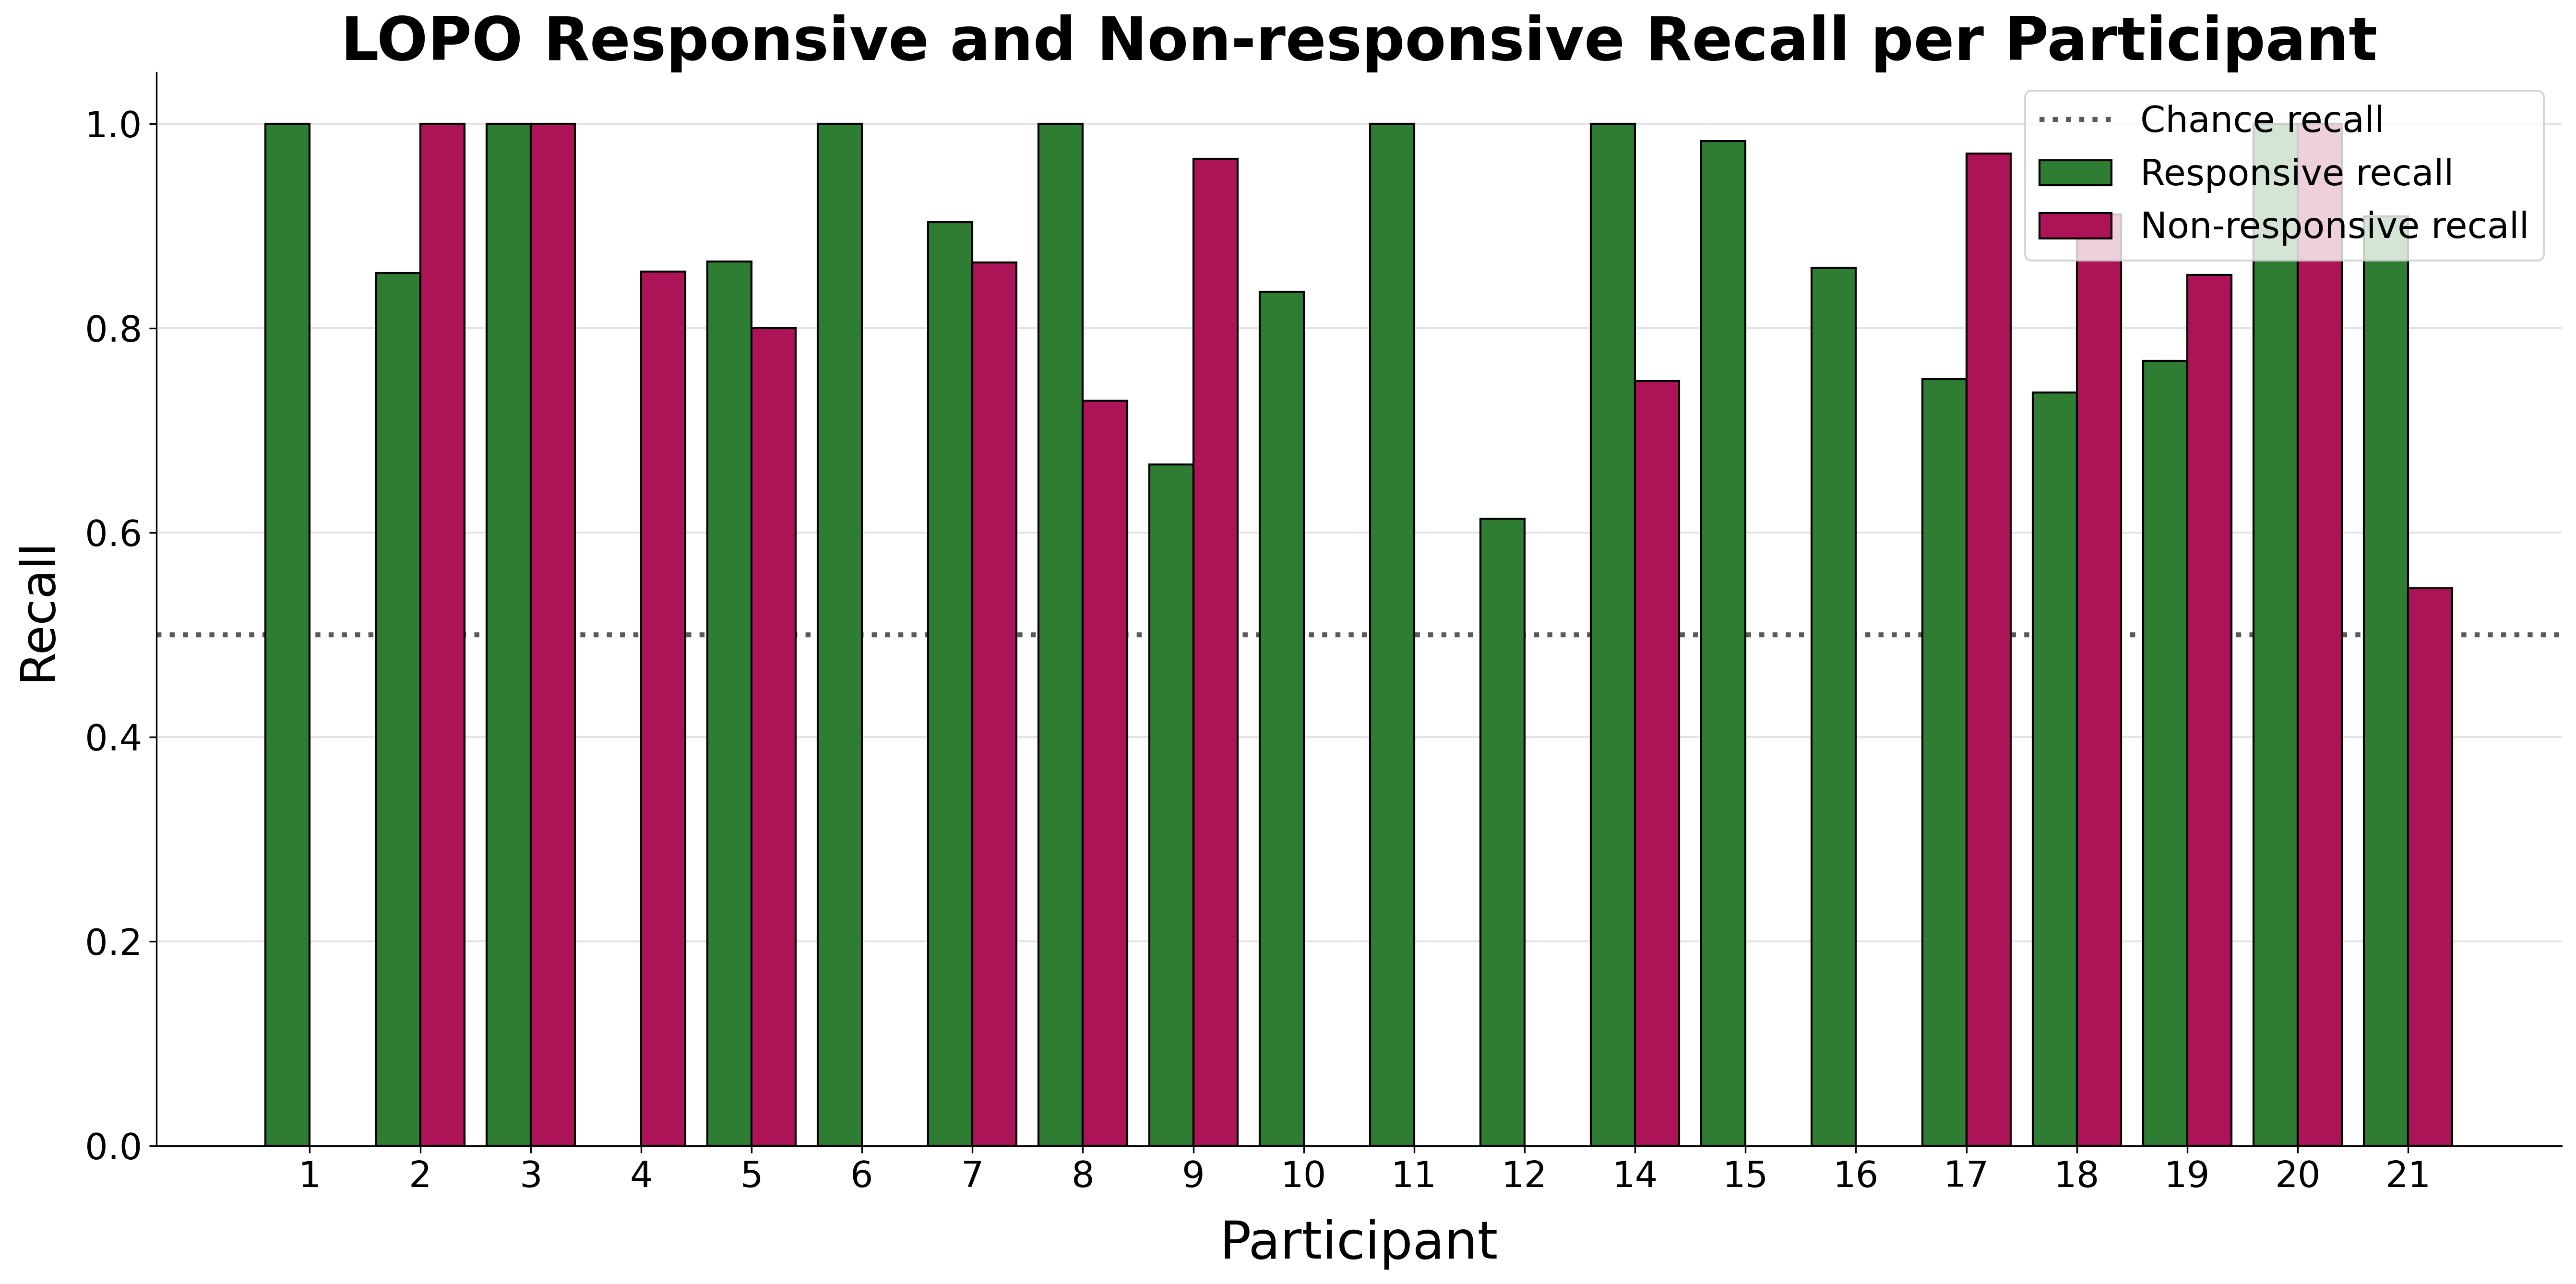 LOPO Responsive and Non-responsive Recall per Participant
Chance recall
Responsive recall
Non-responsive recall
Recall
1.0
0.8
0.6
0.4
0.2
0.0
1 2 3 4 5 6 7 8 9 10 11 12 14 15 16 17 18 19 20 21
Participant